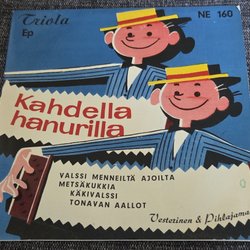 Triola
NE 160
Ep
Kahdella
hanurilla
VALSSI MENNEILTÄ AJOILTA
METSÄKUKKIA
KÄKIVALSSI
TONAVAN AALLOT
Vesterinen & Pihlajamaa